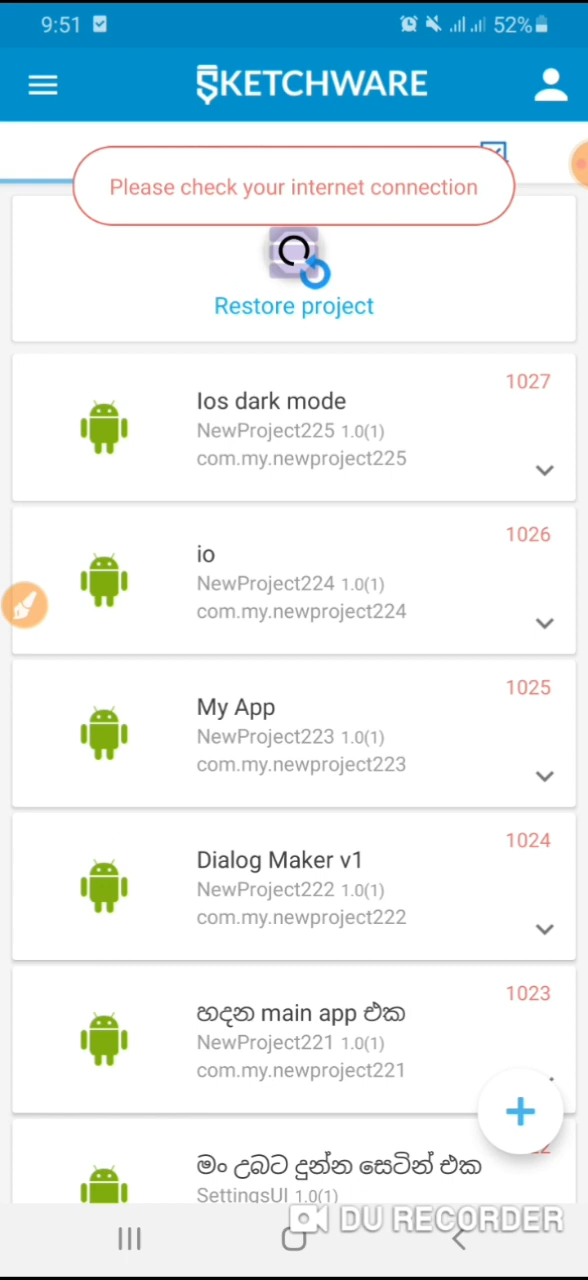 9:51 52%
SKETCHWARE
Please check your internet connection
Restore project
1027
Ios dark mode
NewProject225 1.0(1)
com.my.newproject225
1026
io
NewProject224 1.0(1)
com.my.newproject224
1025
My App
NewProject223 1.0(1)
com.my.newproject223
1024
Dialog Maker v1
NewProject222 1.0(1)
com.my.newproject222
1023
හදන main app එක
NewProject221 1.0(1)
com.my.newproject221
මං උබට දුන්න සෙටින් එක
SettingsUI 1.0(1)
DU RECORDER